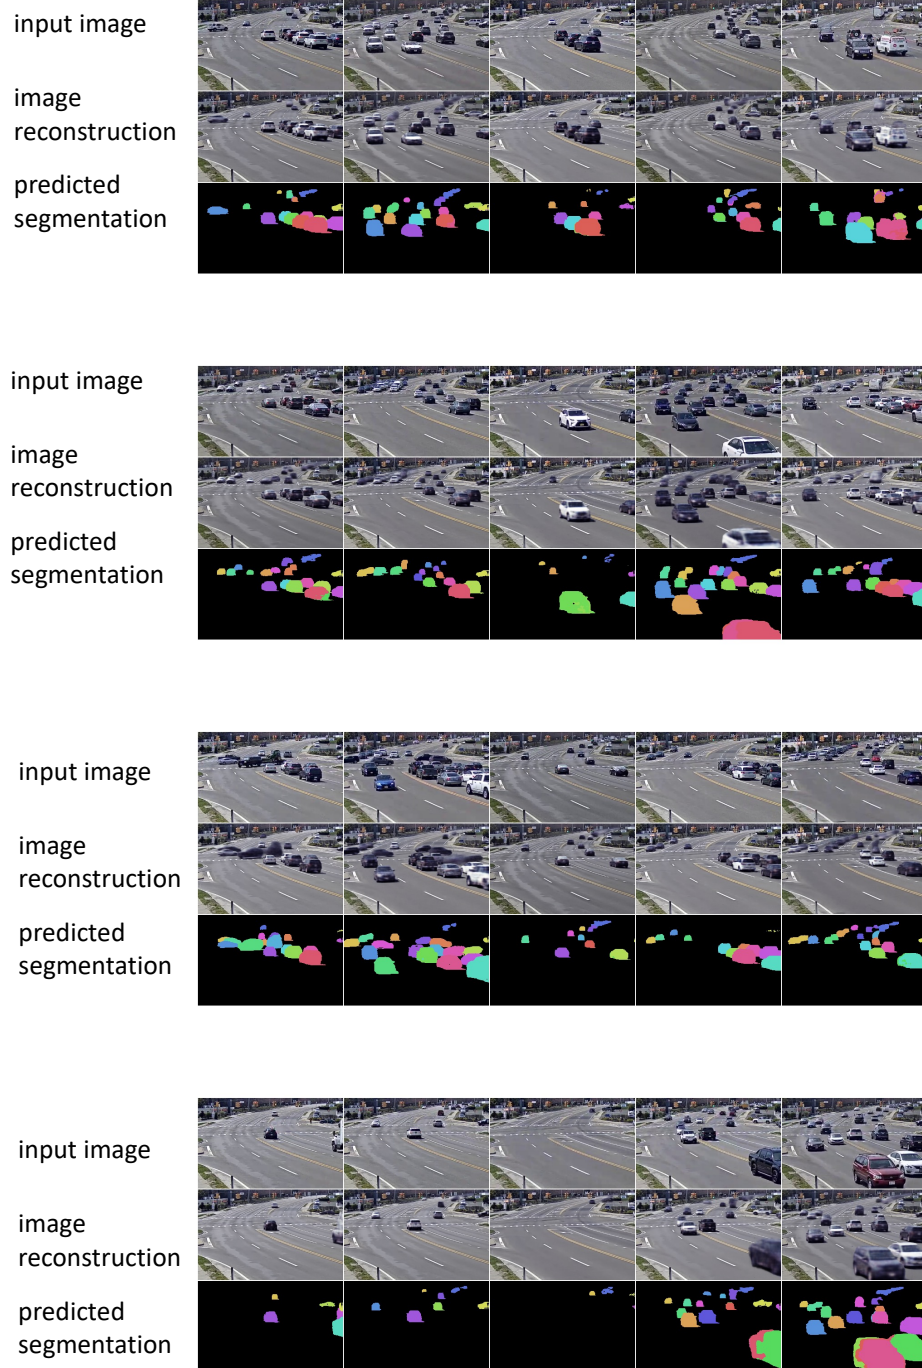 input image
image
reconstruction
predicted
segmentation
input image
image
reconstruction
predicted
segmentation
input image
image
reconstruction
predicted
segmentation
input image
image
reconstruction
predicted
segmentation